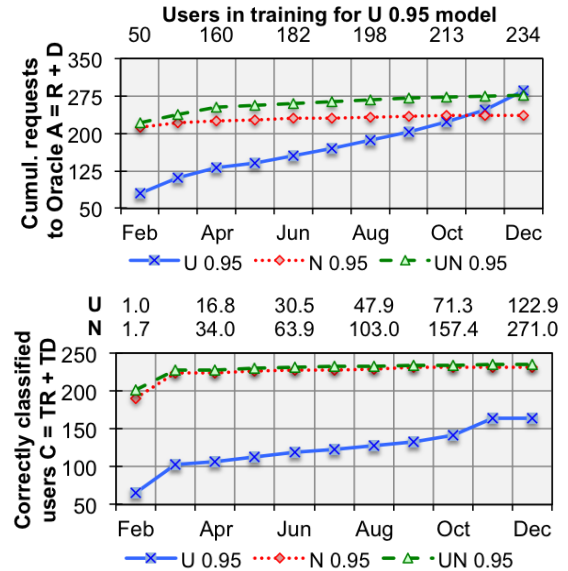 Users in training for U 0.95 model
50 160 182 198 213 234
Cumul. requests
to Oracle A = R + D
350
275
200
125
50
Feb Apr Jun Aug Oct Dec
U 0.95 N 0.95 UN 0.95
U 1.0 16.8 30.5 47.9 71.3 122.9
N 1.7 34.0 63.9 103.0 157.4 271.0
Correctly classified
users C = TR + TD
250
200
150
100
50
Feb Apr Jun Aug Oct Dec
U 0.95 N 0.95 UN 0.95